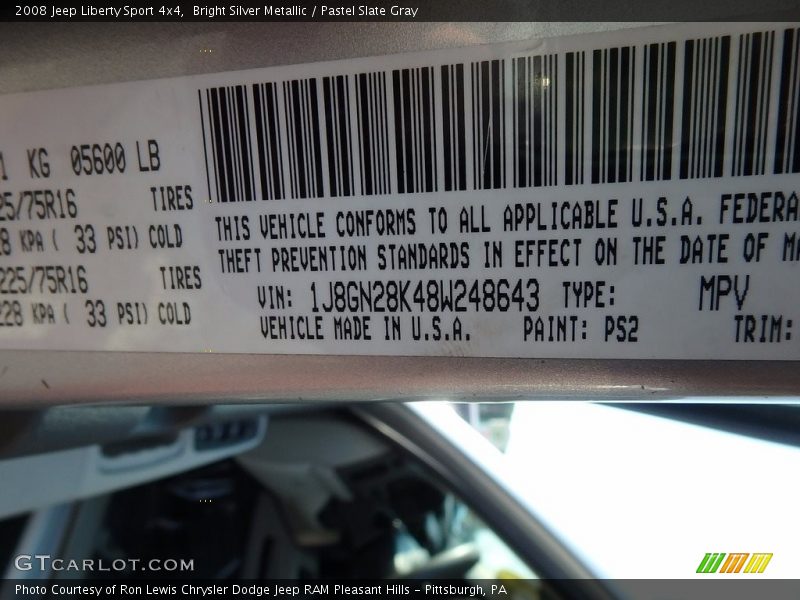 2008 Jeep Liberty Sport 4x4, Bright Silver Metallic / Pastel Slate Gray
1 KG 05600 LB
25/75R16 TIRES
28 KPA ( 33 PSI) COLD
225/75R16 TIRES
228 KPA ( 33 PSI) COLD
THIS VEHICLE CONFORMS TO ALL APPLICABLE U.S.A. FEDERA
THEFT PREVENTION STANDARDS IN EFFECT ON THE DATE OF MA
VIN: 1J8GN28K48W248643 TYPE: MPV
VEHICLE MADE IN U.S.A. PAINT: PS2 TRIM:
GTCARLOT.COM
Photo Courtesy of Ron Lewis Chrysler Dodge Jeep RAM Pleasant Hills - Pittsburgh, PA